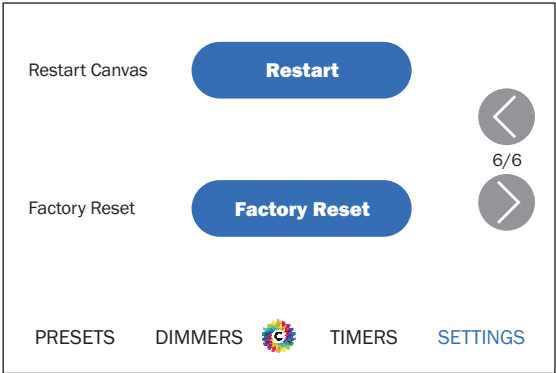 Restart Canvas
Restart
6/6
Factory Reset
Factory Reset
PRESETS DIMMERS C TIMERS SETTINGS